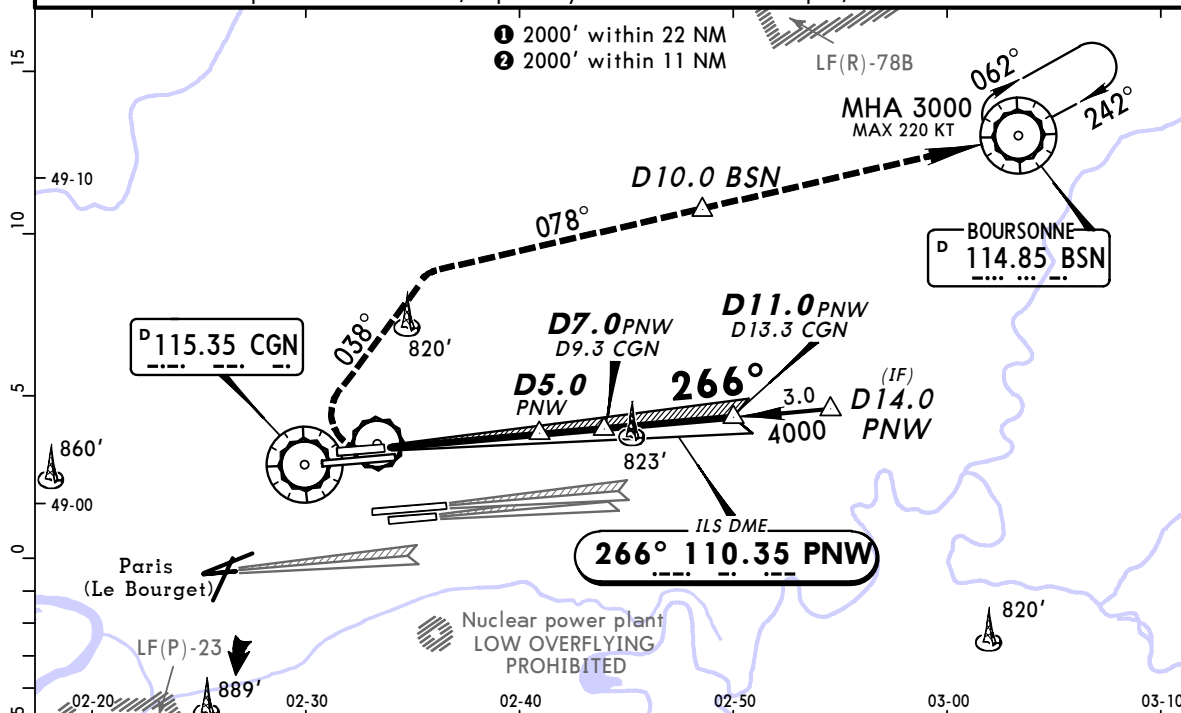 ❶ 2000’ within 22 NM
❷ 2000’ within 11 NM
LF(R)-78B
15
062°
242°
MHA 3000
MAX 220 KT
49-10
D10.0 BSN
10
078°
BOURSONNE
D 114.85 BSN
D 115.35 CGN
038°
820’
D7.0 PNW
D9.3 CGN
D11.0 PNW
D13.3 CGN
5
D5.0
PNW
266°
3.0
4000
(IF)
D14.0
PNW
860’
823’
49-00
ILS DME
266° 110.35 PNW
0
Paris
(Le Bourget)
Nuclear power plant
LOW OVERFLYING
PROHIBITED
820’
LF(P)-23
889’
5
02-20
02-30
02-40
02-50
03-00
03-10